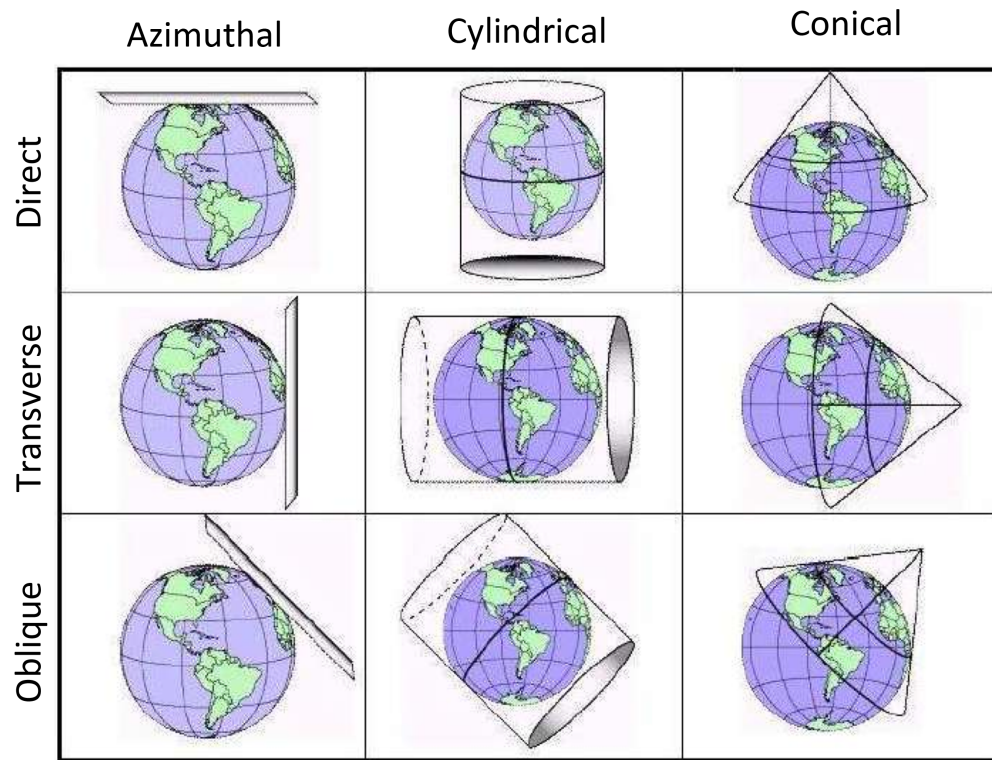 Azimuthal
Cylindrical
Conical
Direct
Transverse
Oblique